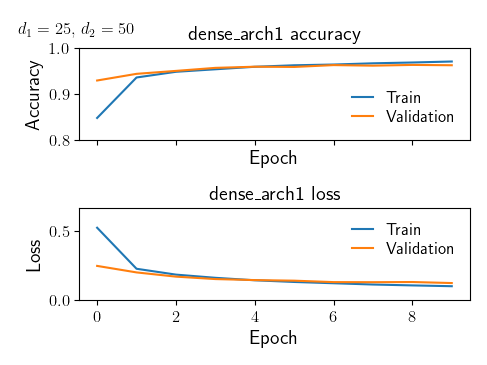 d₁ = 25, d₂ = 50
dense_arch1 accuracy
1.0
0.9
0.8
Accuracy
Train
Validation
Epoch
dense_arch1 loss
0.5
0.0
Loss
Train
Validation
0 2 4 6 8
Epoch